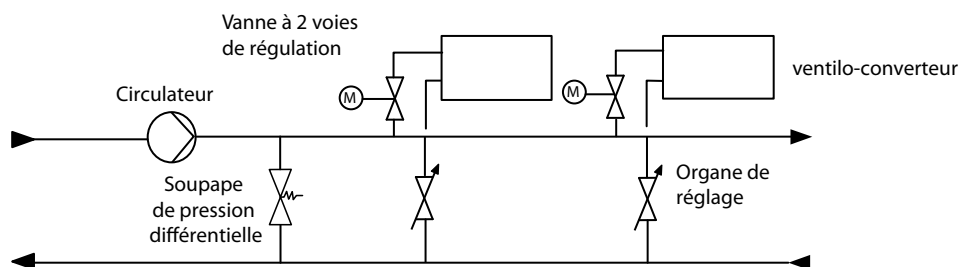 Vanne à 2 voies
de régulation
M
M
ventilo-converteur
Circulateur
Soupape
de pression
différentielle
Organe de
réglage